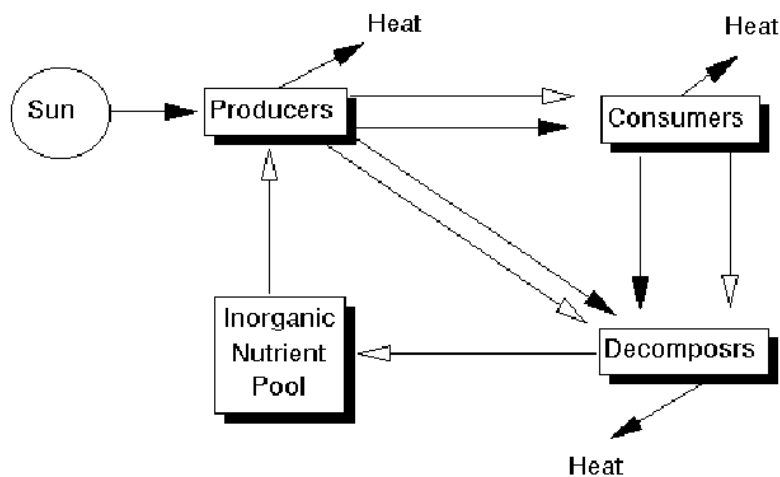 Heat
Heat
Sun
Producers
Consumers
Inorganic
Nutrient
Pool
Decomposrs
Heat